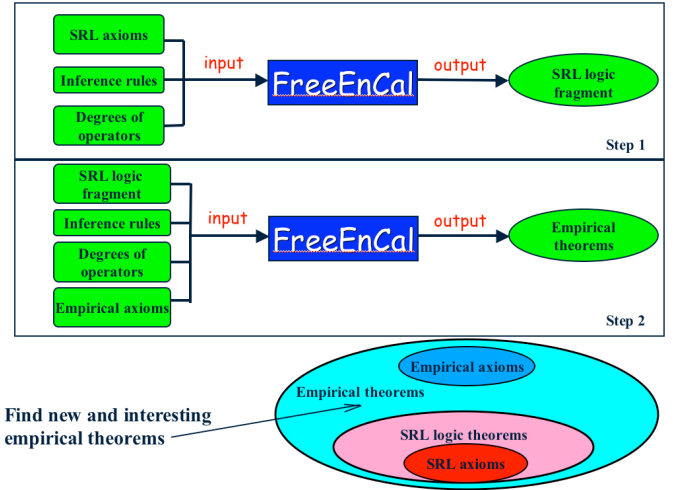 SRL axioms
Inference rules
Degrees of
operators
input
FreeEnCal
output
SRL logic
fragment
Step 1
SRL logic
fragment
Inference rules
Degrees of
operators
Empirical axioms
input
FreeEnCal
output
Empirical
theorems
Step 2
Empirical axioms
Empirical theorems
Find new and interesting
empirical theorems
SRL logic theorems
SRL axioms